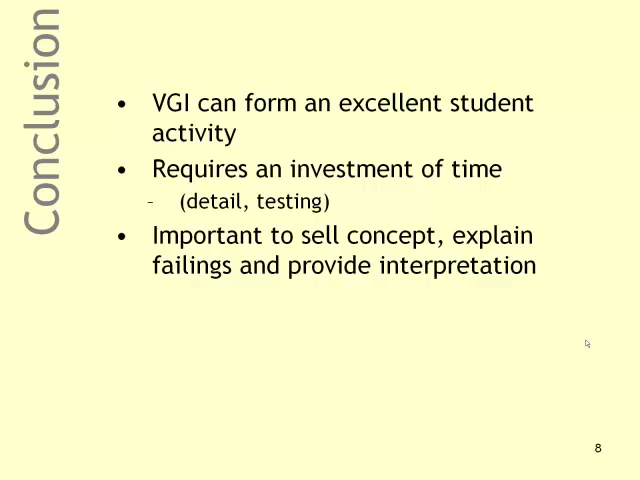 Conclusion
• VGI can form an excellent student
activity
• Requires an investment of time
– (detail, testing)
• Important to sell concept, explain
failings and provide interpretation
8